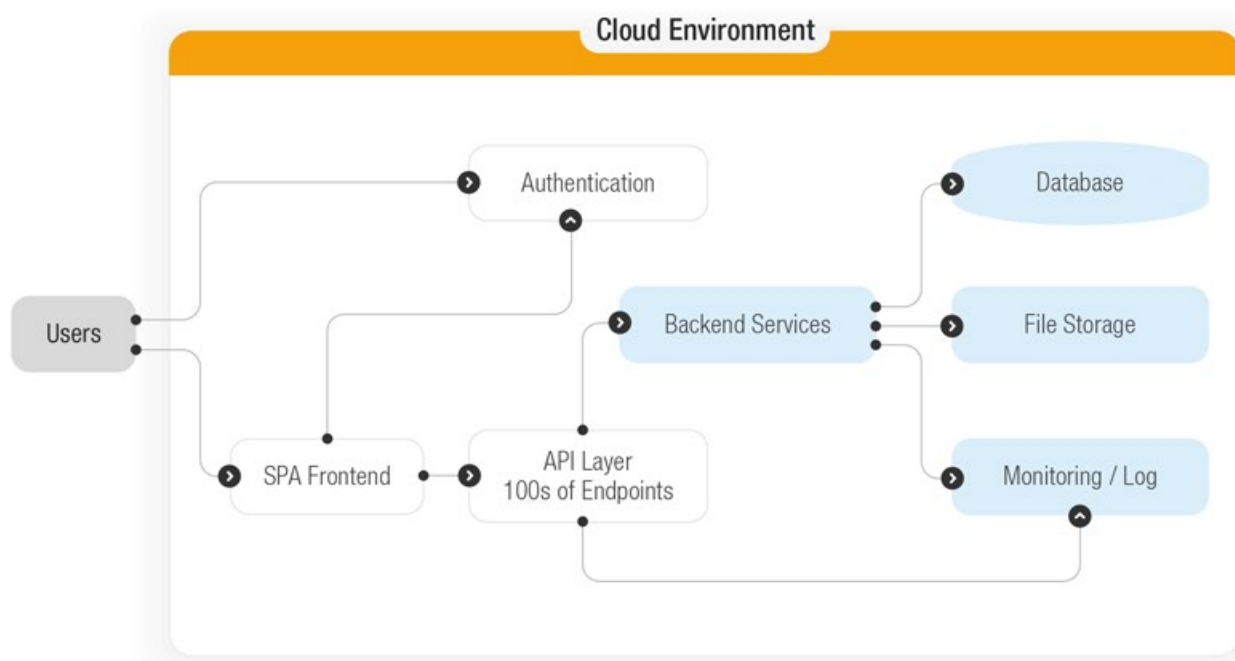 Cloud Environment
Authentication
Database
Users
Backend Services
File Storage
SPA Frontend
API Layer
100s of Endpoints
Monitoring / Log